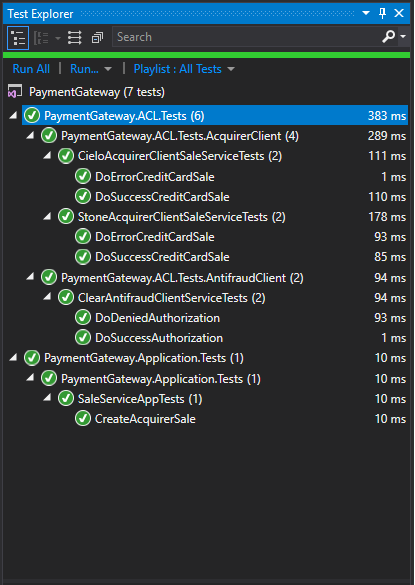 Test Explorer
Search
Run All | Run... | Playlist : All Tests
PaymentGateway (7 tests)
PaymentGateway.ACL.Tests (6) 383 ms
PaymentGateway.ACL.Tests.AcquirerClient (4) 289 ms
CieloAcquirerClientSaleServiceTests (2) 111 ms
DoErrorCreditCardSale 1 ms
DoSuccessCreditCardSale 110 ms
StoneAcquirerClientSaleServiceTests (2) 178 ms
DoErrorCreditCardSale 93 ms
DoSuccessCreditCardSale 85 ms
PaymentGateway.ACL.Tests.AntifraudClient (2) 94 ms
ClearAntifraudClientServiceTests (2) 94 ms
DoDeniedAuthorization 93 ms
DoSuccessAuthorization 1 ms
PaymentGateway.Application.Tests (1) 10 ms
PaymentGateway.Application.Tests (1) 10 ms
SaleServiceAppTests (1) 10 ms
CreateAcquirerSale 10 ms